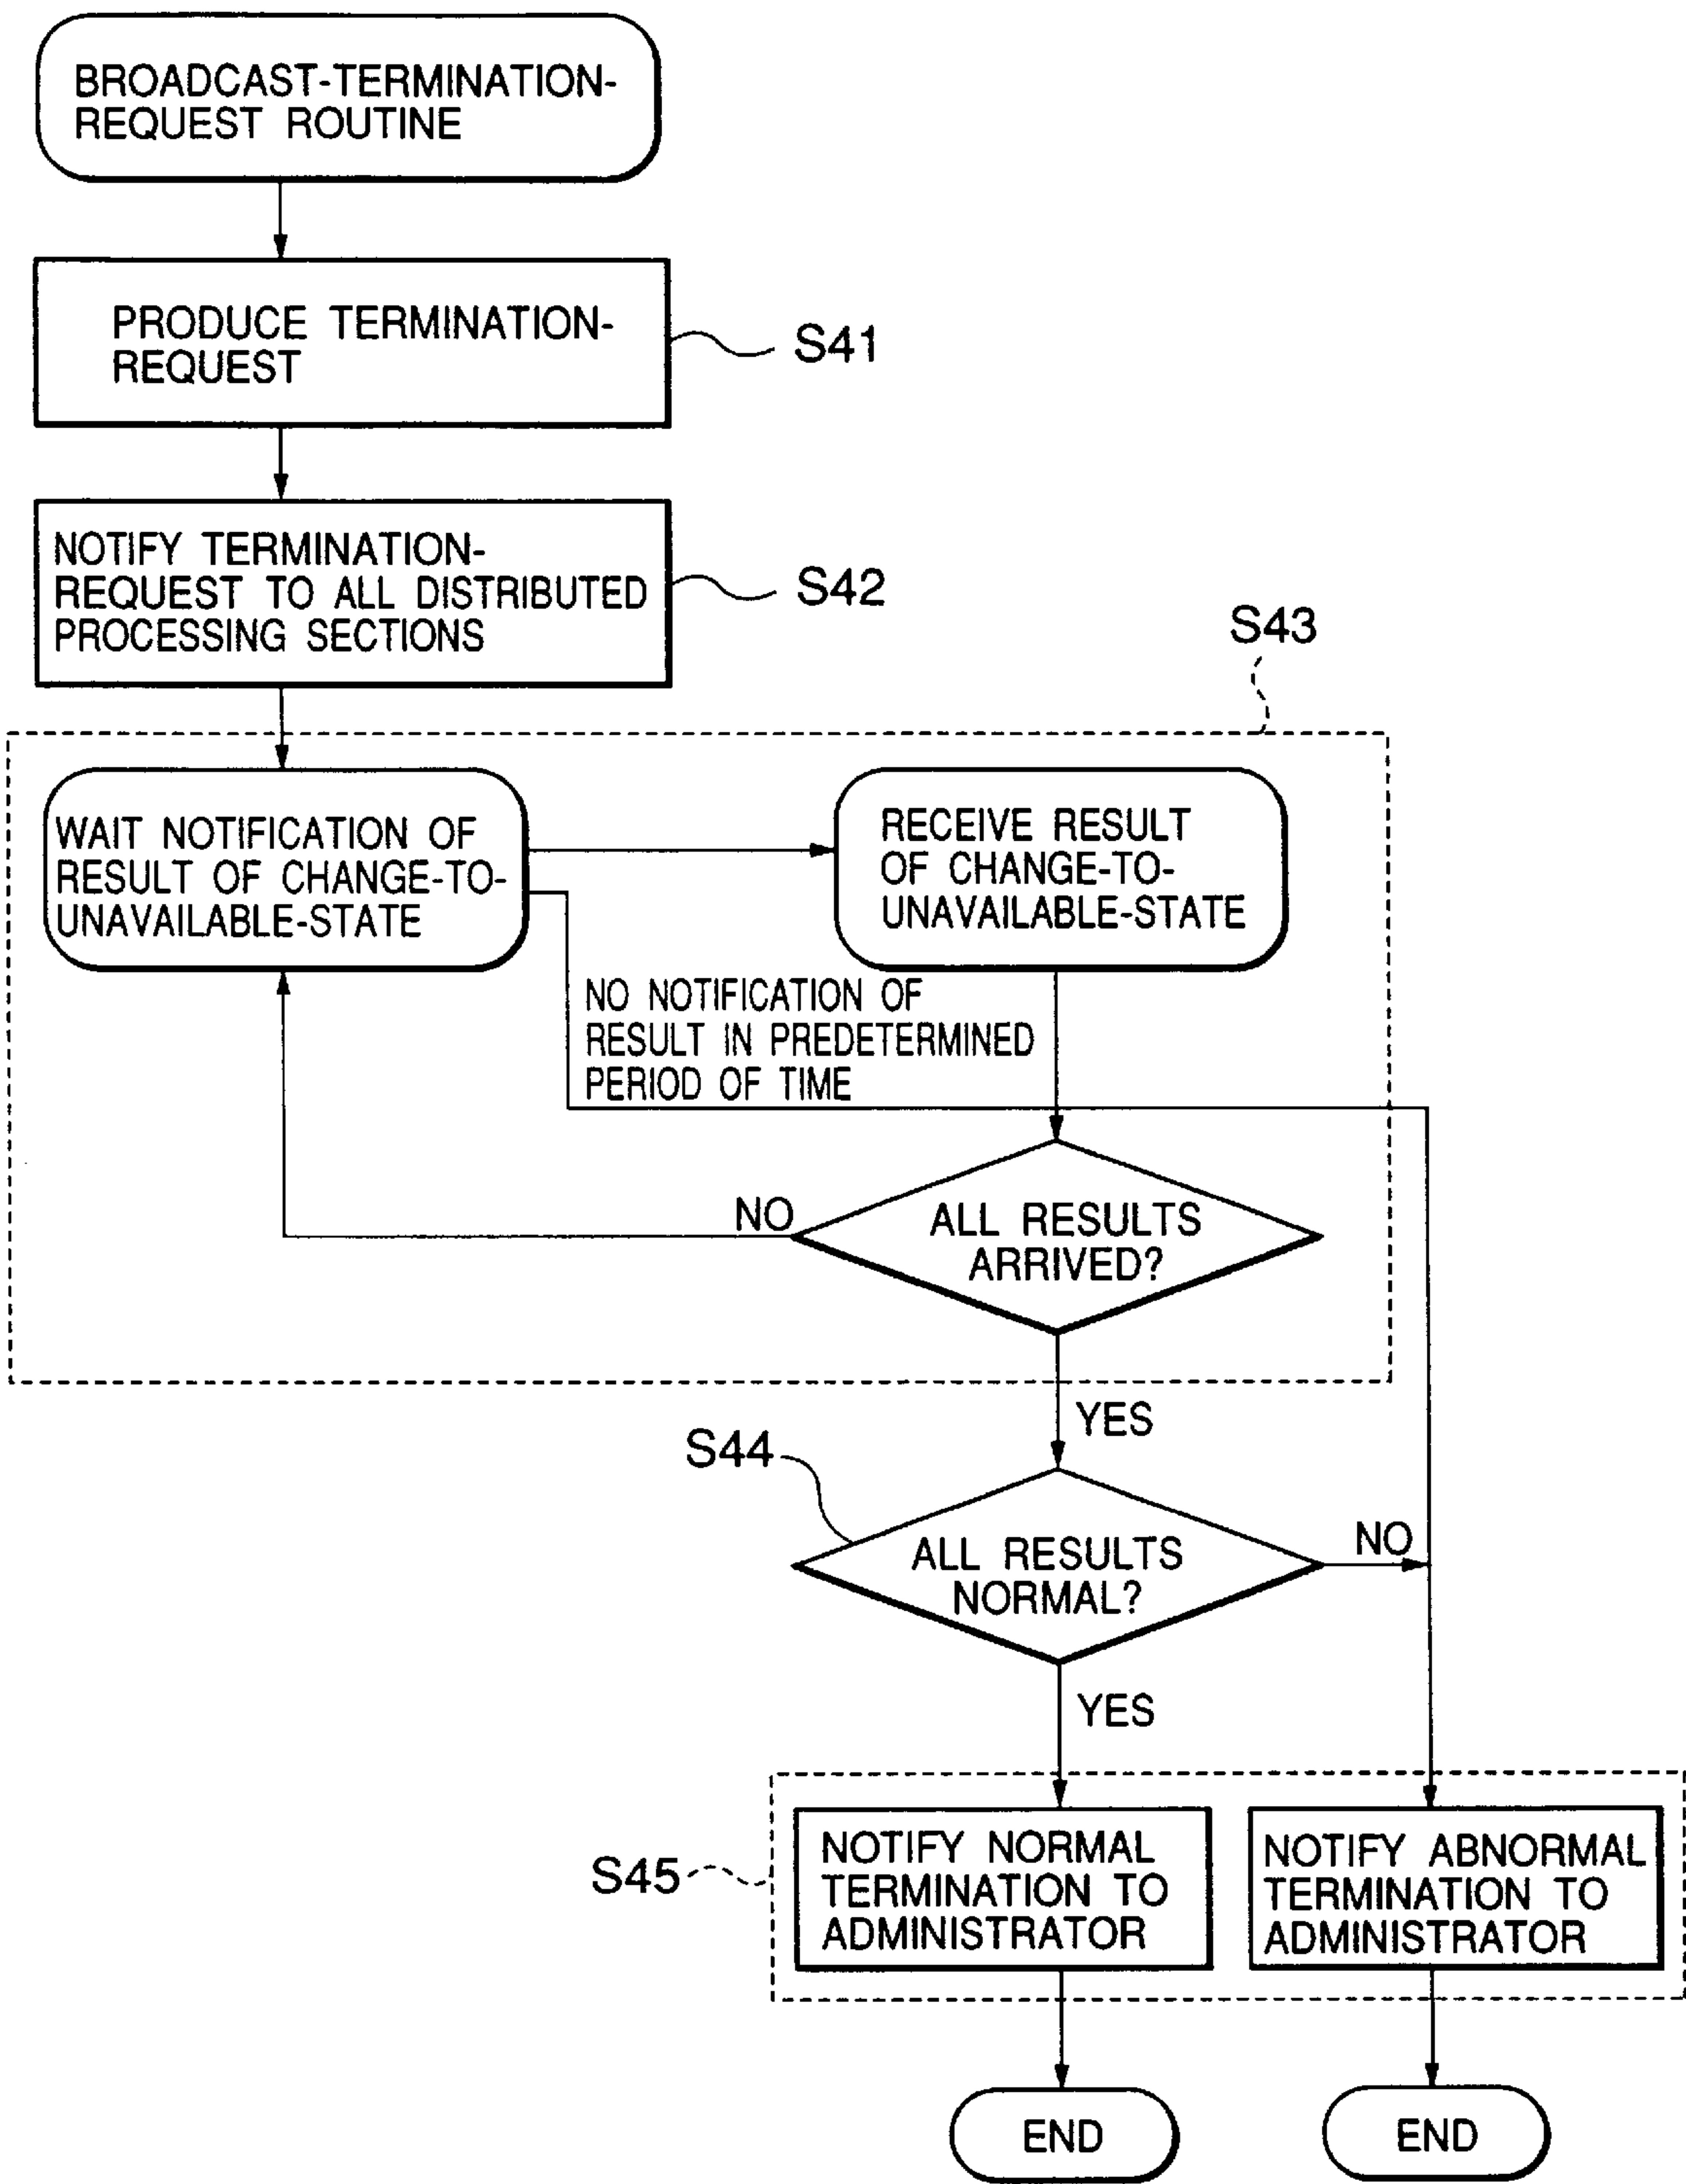 BROADCAST-TERMINATION-
REQUEST ROUTINE
PRODUCE TERMINATION-
REQUEST
S41
NOTIFY TERMINATION-
REQUEST TO ALL DISTRIBUTED
PROCESSING SECTIONS
S42
S43
WAIT NOTIFICATION OF
RESULT OF CHANGE-TO-
UNAVAILABLE-STATE
RECEIVE RESULT
OF CHANGE-TO-
UNAVAILABLE-STATE
NO NOTIFICATION OF
RESULT IN PREDETERMINED
PERIOD OF TIME
NO
ALL RESULTS
ARRIVED?
YES
S44
ALL RESULTS
NORMAL?
NO
YES
S45
NOTIFY NORMAL
TERMINATION TO
ADMINISTRATOR
NOTIFY ABNORMAL
TERMINATION TO
ADMINISTRATOR
END
END